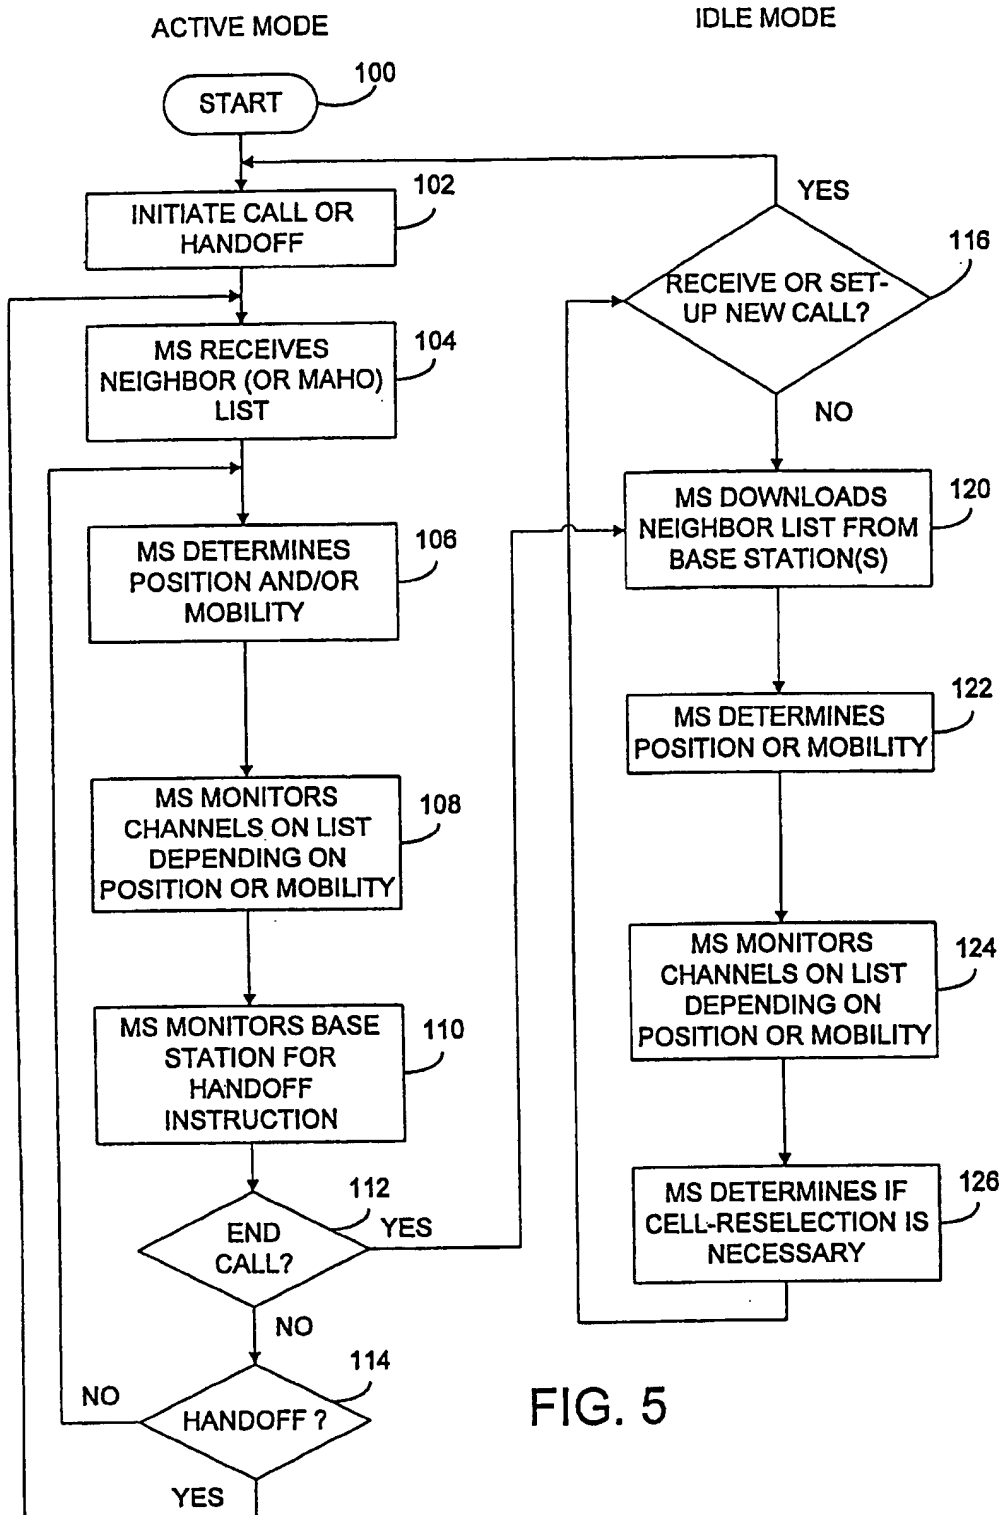 ACTIVE MODE
IDLE MODE
START
100
102
INITIATE CALL OR
HANDOFF
104
MS RECEIVES
NEIGHBOR (OR MAHO)
LIST
106
MS DETERMINES
POSITION AND/OR
MOBILITY
108
MS MONITORS
CHANNELS ON LIST
DEPENDING ON
POSITION OR MOBILITY
110
MS MONITORS BASE
STATION FOR
HANDOFF
INSTRUCTION
112
END
CALL?
YES
NO
114
HANDOFF ?
NO
YES
YES
116
RECEIVE OR SET-
UP NEW CALL?
NO
120
MS DOWNLOADS
NEIGHBOR LIST FROM
BASE STATION(S)
122
MS DETERMINES
POSITION OR MOBILITY
124
MS MONITORS
CHANNELS ON LIST
DEPENDING ON
POSITION OR MOBILITY
126
MS DETERMINES IF
CELL-RESELECTION IS
NECESSARY
FIG. 5